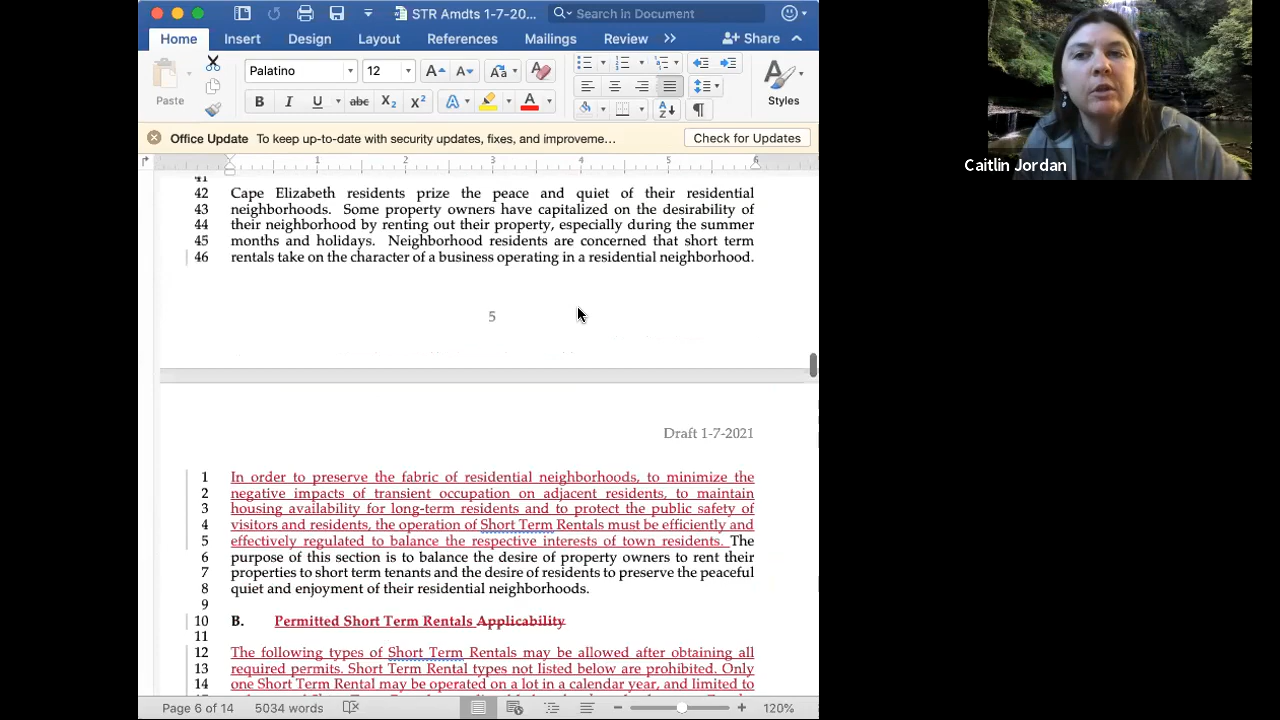 STR Amdts 1-7-20...
Search in Document
Home Insert Design Layout References Mailings Review >> Share
Paste
Palatino 12
B I U abc X2 X2 A A
Styles
Office Update To keep up-to-date with security updates, fixes, and improveme... Check for Updates
1 2 3 4 5 6
41
42 Cape Elizabeth residents prize the peace and quiet of their residential
43 neighborhoods. Some property owners have capitalized on the desirability of
44 their neighborhood by renting out their property, especially during the summer
45 months and holidays. Neighborhood residents are concerned that short term
46 rentals take on the character of a business operating in a residential neighborhood.
5
Draft 1-7-2021
1 In order to preserve the fabric of residential neighborhoods, to minimize the
2 negative impacts of transient occupation on adjacent residents, to maintain
3 housing availability for long-term residents and to protect the public safety of
4 visitors and residents, the operation of Short Term Rentals must be efficiently and
5 effectively regulated to balance the respective interests of town residents. The
6 purpose of this section is to balance the desire of property owners to rent their
7 properties to short term tenants and the desire of residents to preserve the peaceful
8 quiet and enjoyment of their residential neighborhoods.
9
10 B. Permitted Short Term Rentals Applicability
11
12 The following types of Short Term Rentals may be allowed after obtaining all
13 required permits. Short Term Rental types not listed below are prohibited. Only
14 one Short Term Rental may be operated on a lot in a calendar year, and limited to
Page 6 of 14 5034 words 120%
Caitlin Jordan